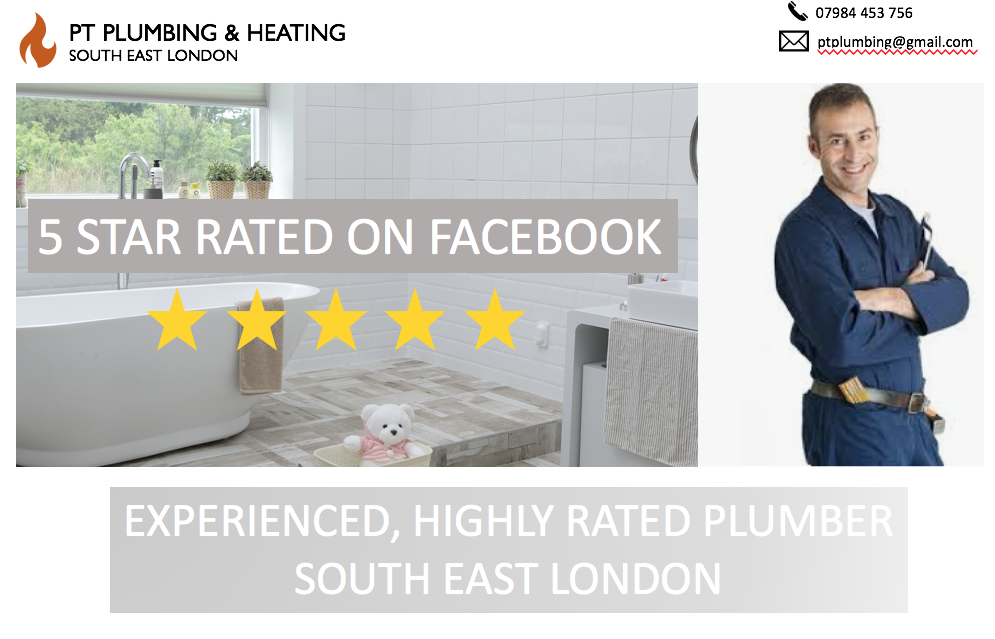 PT PLUMBING & HEATING
SOUTH EAST LONDON
07984 453 756
ptplumbing@gmail.com
5 STAR RATED ON FACEBOOK
EXPERIENCED, HIGHLY RATED PLUMBER
SOUTH EAST LONDON